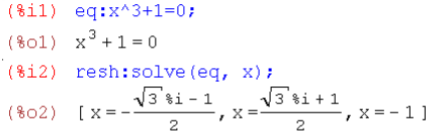 (%i1) eq:x^3+1=0;
(%o1) x³+1=0
(%i2) resh:solve(eq, x);
(%o2) [x=-(√3 %i-1)/2, x=(√3 %i+1)/2, x=-1]